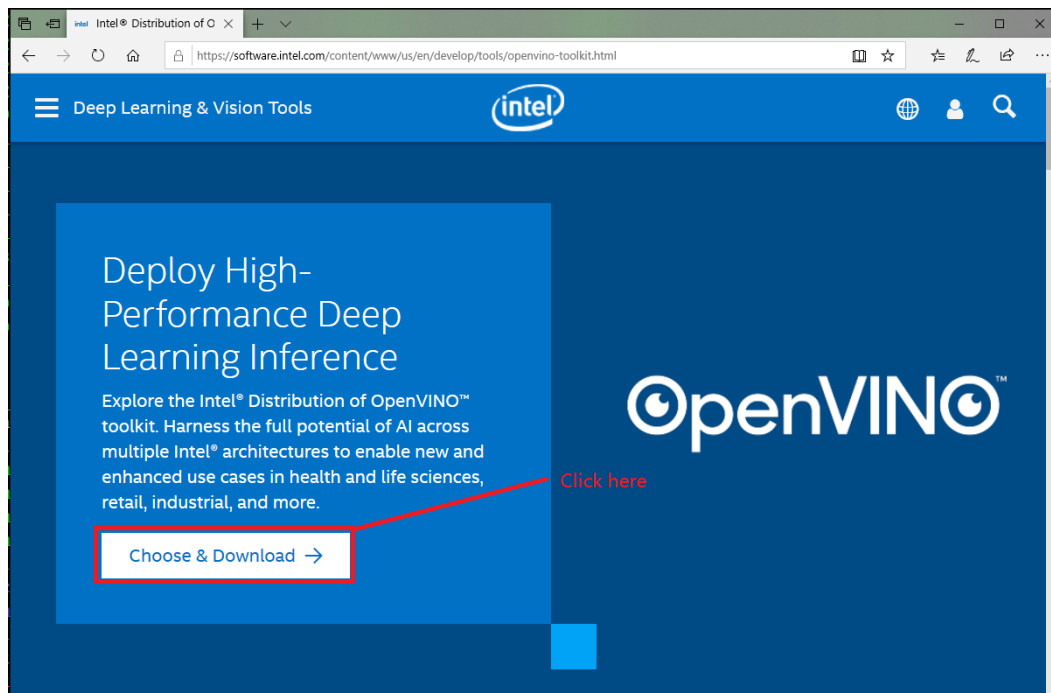 intel Intel® Distribution of O
https://software.intel.com/content/www/us/en/develop/tools/openvino-toolkit.html
Deep Learning & Vision Tools
intel
Deploy High-
Performance Deep
Learning Inference
Explore the Intel® Distribution of OpenVINO™
toolkit. Harness the full potential of AI across
multiple Intel® architectures to enable new and
enhanced use cases in health and life sciences,
retail, industrial, and more.
OpenVINO™
Click here
Choose & Download →